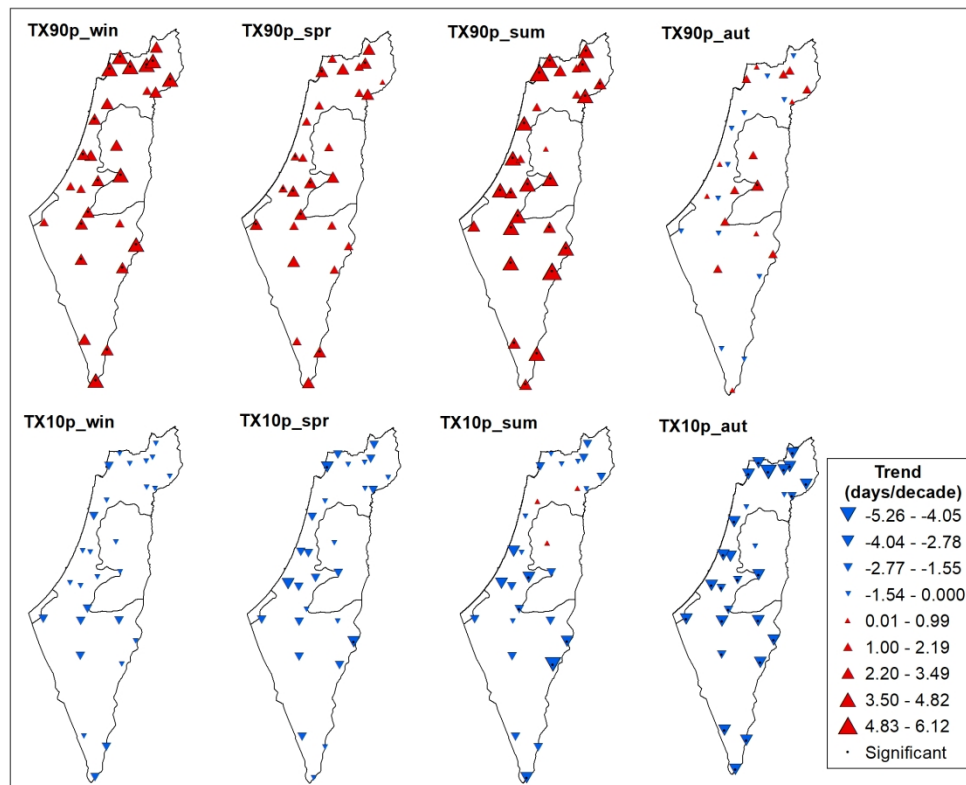 TX90p_win
TX90p_spr
TX90p_sum
TX90p_aut
TX10p_win
TX10p_spr
TX10p_sum
TX10p_aut
Trend
(days/decade)
-5.26 - -4.05
-4.04 - -2.78
-2.77 - -1.55
-1.54 - 0.000
0.01 - 0.99
1.00 - 2.19
2.20 - 3.49
3.50 - 4.82
4.83 - 6.12
Significant